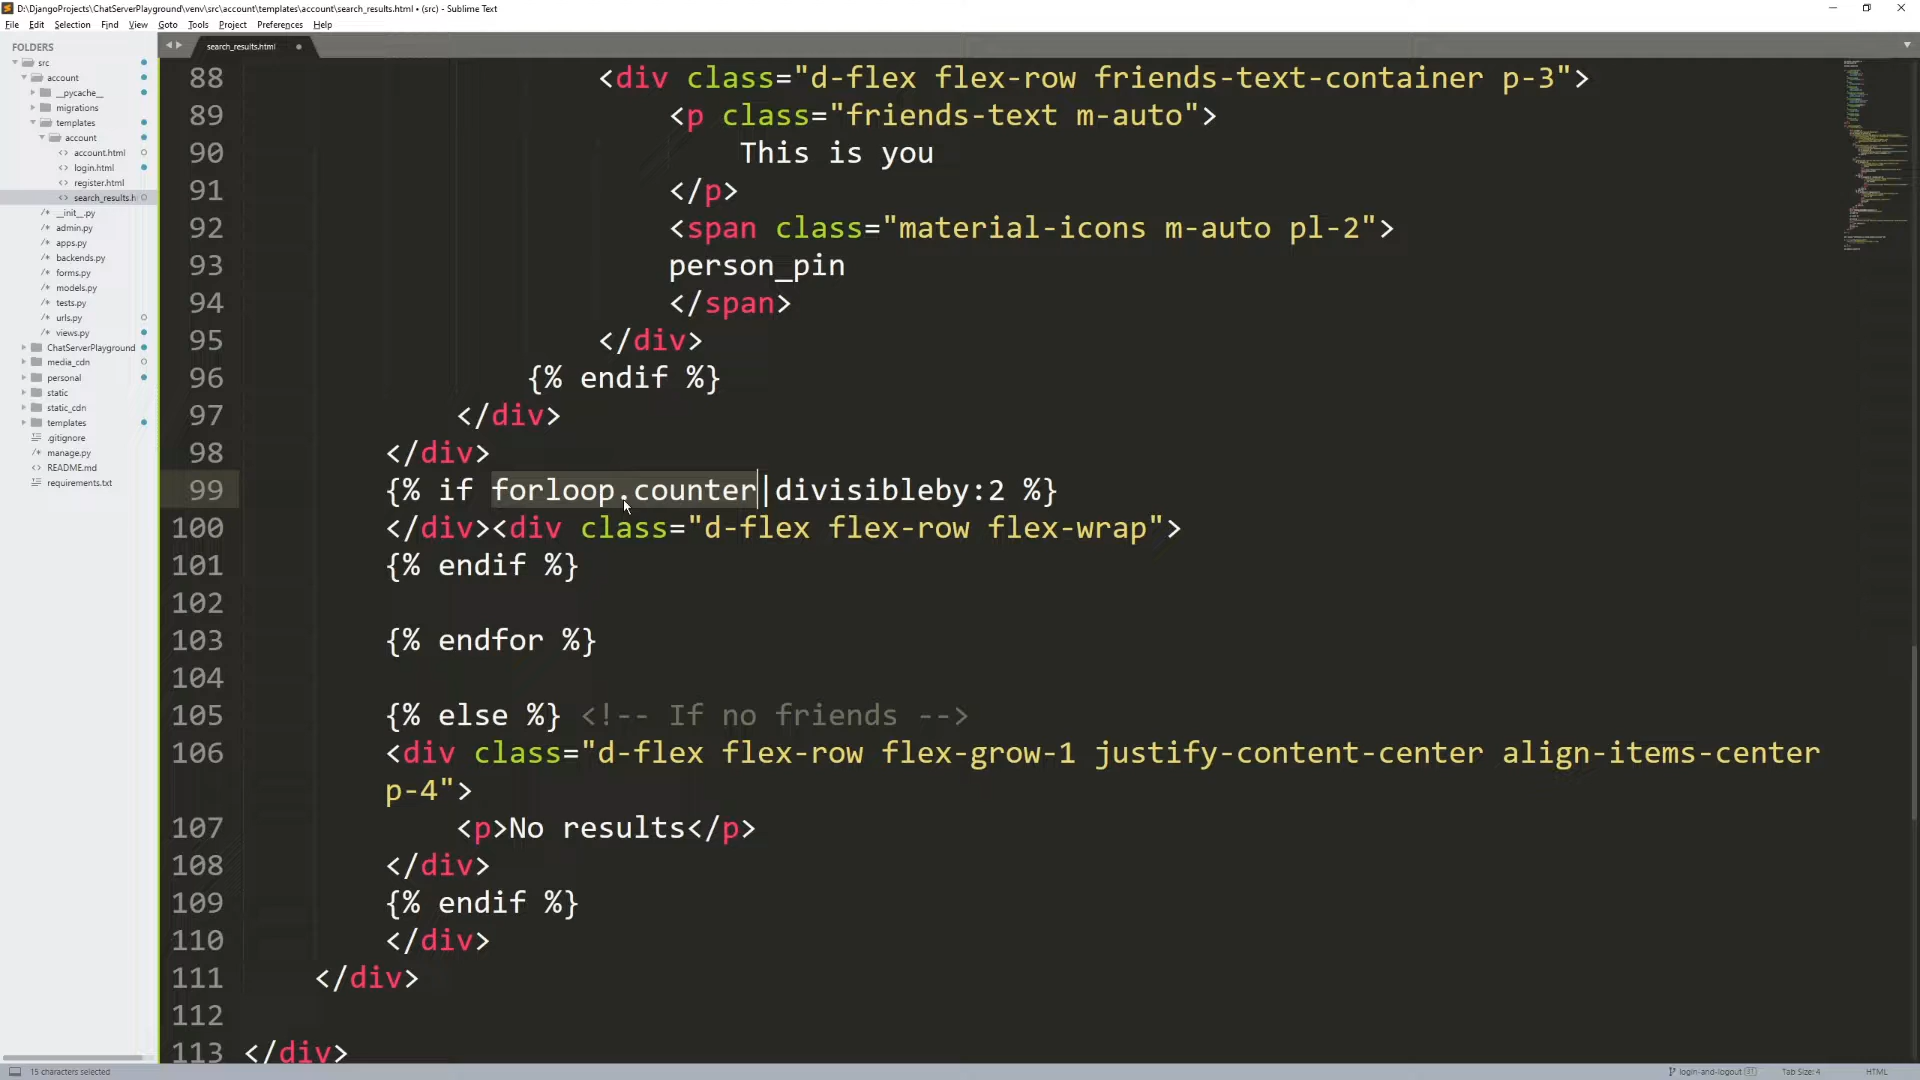 D:\DjangoProjects\ChatServerPlayground\venv\src\account\templates\account\search_results.html • (src) - Sublime Text
File Edit Selection Find View Goto Tools Project Preferences Help
FOLDERS
src
account
__pycache__
migrations
templates
account
account.html
login.html
register.html
search_results.h
__init__.py
admin.py
apps.py
backends.py
forms.py
models.py
tests.py
urls.py
views.py
ChatServerPlayground
media_cdn
personal
static
static_cdn
templates
.gitignore
manage.py
README.md
requirements.txt
search_results.html
88 <div class="d-flex flex-row friends-text-container p-3">
89 <p class="friends-text m-auto">
90 This is you
91 </p>
92 <span class="material-icons m-auto pl-2">
93 person_pin
94 </span>
95 </div>
96 {% endif %}
97 </div>
98 </div>
99 {% if forloop.counter|divisibleby:2 %}
100 </div><div class="d-flex flex-row flex-wrap">
101 {% endif %}
102
103 {% endfor %}
104
105 {% else %} <!-- If no friends -->
106 <div class="d-flex flex-row flex-grow-1 justify-content-center align-items-center
p-4">
107 <p>No results</p>
108 </div>
109 {% endif %}
110 </div>
111 </div>
112
113 </div>
15 characters selected
login-and-logout
Tab Size: 4
HTML